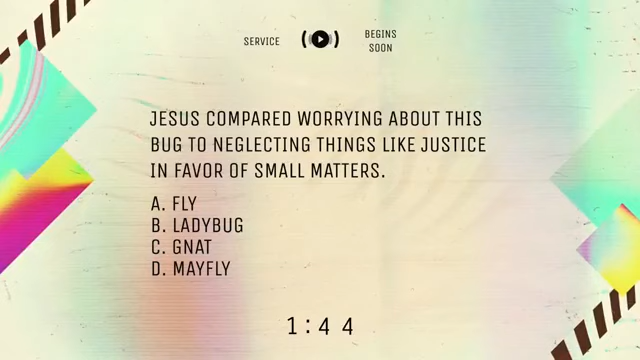 SERVICE
BEGINS
SOON
JESUS COMPARED WORRYING ABOUT THIS
BUG TO NEGLECTING THINGS LIKE JUSTICE
IN FAVOR OF SMALL MATTERS.
A. FLY
B. LADYBUG
C. GNAT
D. MAYFLY
1:44